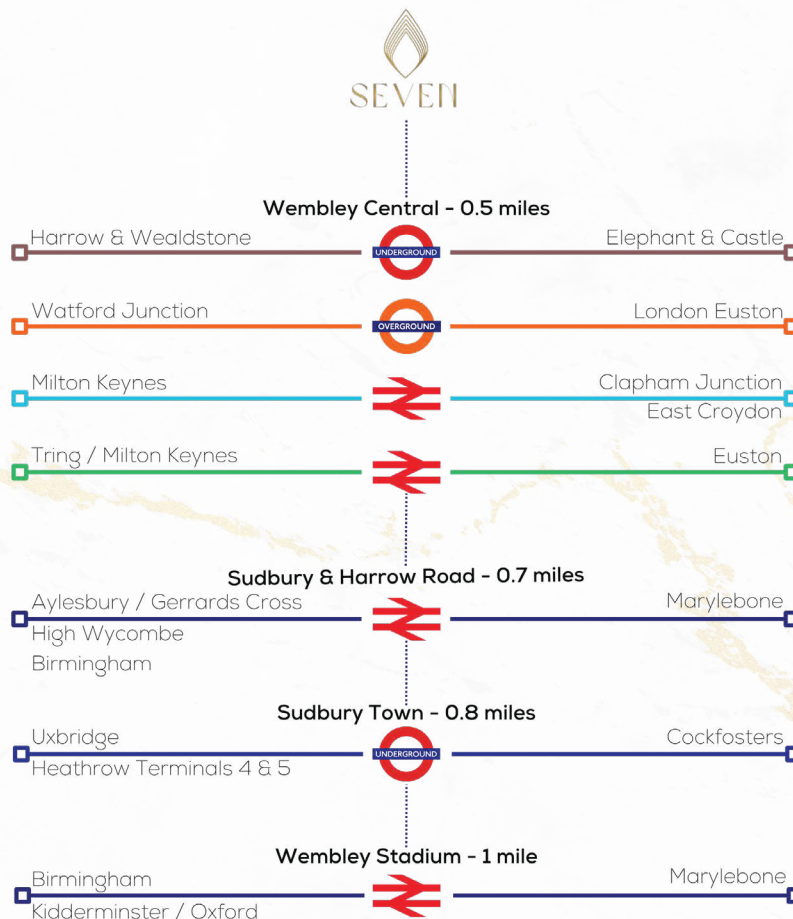 SEVEN
Wembley Central - 0.5 miles
Harrow & Wealdstone
UNDERGROUND
Elephant & Castle
Watford Junction
OVERGROUND
London Euston
Milton Keynes
Clapham Junction
East Croydon
Tring / Milton Keynes
Euston
Sudbury & Harrow Road - 0.7 miles
Aylesbury / Gerrards Cross
Marylebone
High Wycombe
Birmingham
Sudbury Town - 0.8 miles
Uxbridge
UNDERGROUND
Cockfosters
Heathrow Terminals 4 & 5
Wembley Stadium - 1 mile
Birmingham
Marylebone
Kidderminster / Oxford